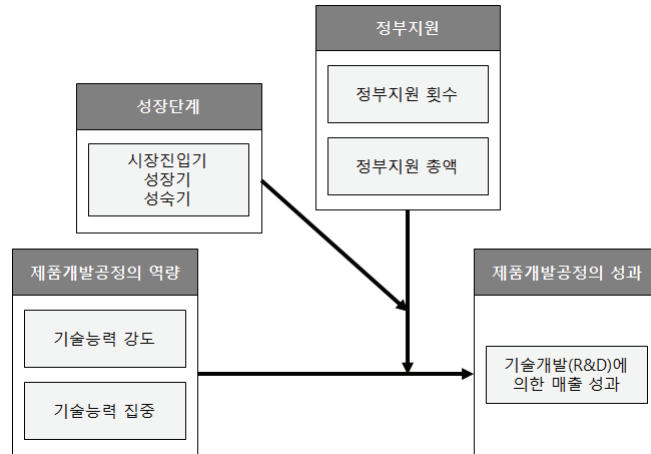 정부지원
정부지원 횟수
정부지원 총액
성장단계
시장진입기
성장기
성숙기
제품개발공정의 역량
기술능력 강도
기술능력 집중
제품개발공정의 성과
기술개발(R&D)에
의한 매출 성과